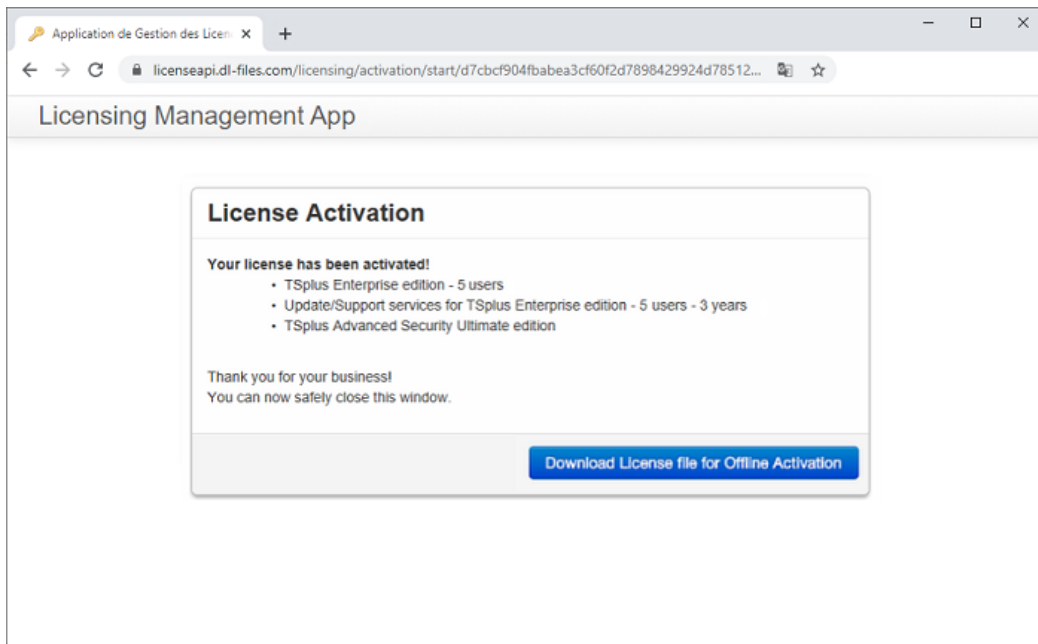 Application de Gestion des Licen
licenseapi.dl-files.com/licensing/activation/start/d7cbcf904fbabea3cf60f2d7898429924d78512...
Licensing Management App
License Activation
Your license has been activated!
• TSplus Enterprise edition - 5 users
• Update/Support services for TSplus Enterprise edition - 5 users - 3 years
• TSplus Advanced Security Ultimate edition
Thank you for your business!
You can now safely close this window.
Download License file for Offline Activation